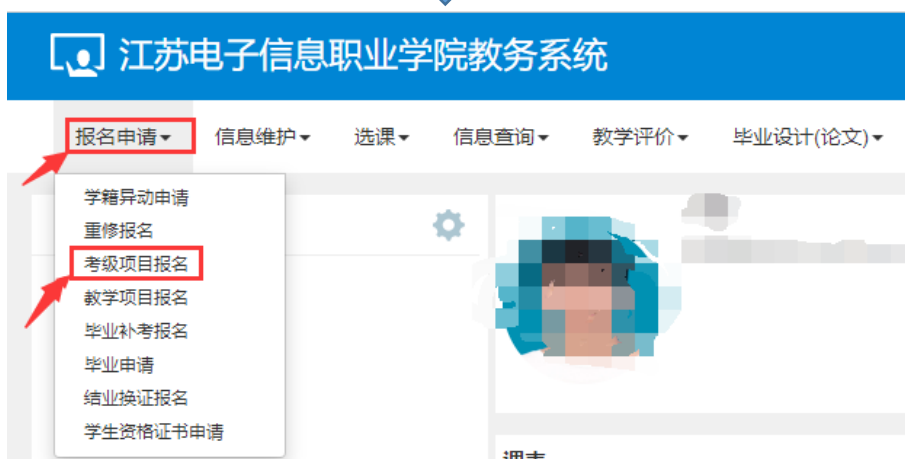 江苏电子信息职业学院教务系统
报名申请 信息维护 选课 信息查询 教学评价 毕业设计(论文)
学籍异动申请
重修报名
考级项目报名
教学项目报名
毕业补考报名
毕业申请
结业换证报名
学生资格证书申请